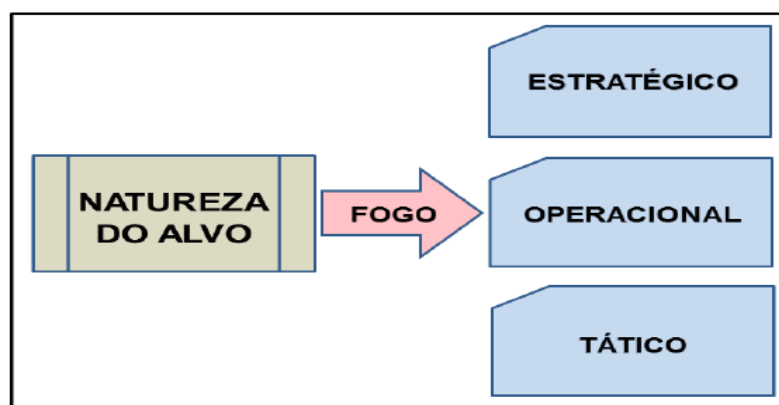 NATUREZA
DO ALVO
FOGO
ESTRATÉGICO
OPERACIONAL
TÁTICO